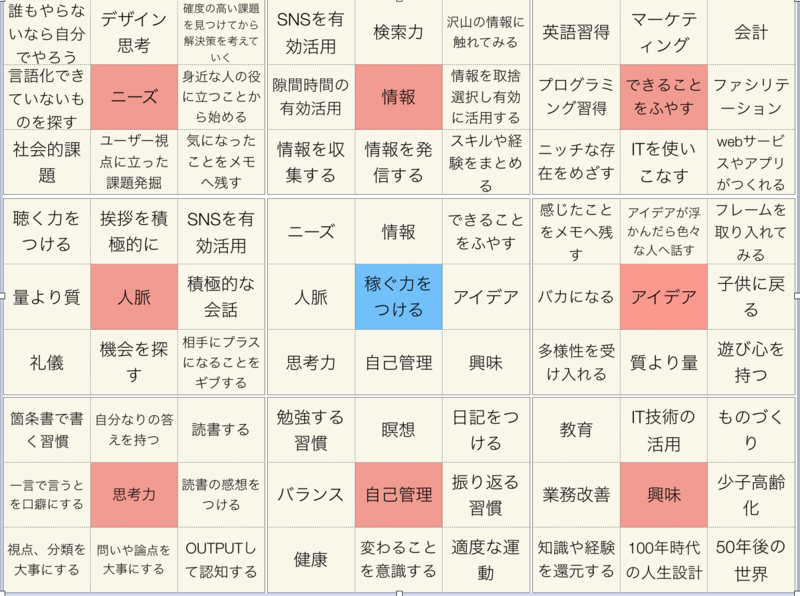 誰もやらな
いなら自分
でやろう
デザイン
思考
確度の高い課題
を見つけてから
解決策を考えて
いく
言語化でき
ていないも
のを探す
ニーズ
身近な人の役
に立つことか
ら始める
社会的課
題
ユーザー視
点に立った
課題発掘
気になった
ことをメモ
へ残す
SNSを有
効活用
検索力
沢山の情報に
触れてみる
隙間時間の
有効活用
情報
情報を取捨
選択し有効
に活用する
情報を収
集する
情報を発
信する
スキルや経
験をまとめ
る
英語習得
マーケテ
ィング
会計
プログラミ
ング習得
できること
をふやす
ファシリテ
ーション
ニッチな存
在をめざす
ITを使い
こなす
webサービ
スやアプリ
がつくれる
聴く力を
つける
挨拶を積
極的に
SNSを有
効活用
量より質
人脈
積極的な
会話
礼儀
機会を探
す
相手にプラス
になることを
ギブする
ニーズ
情報
できること
をふやす
人脈
稼ぐ力を
つける
アイデア
思考力
自己管理
興味
感じたこと
をメモへ残
す
アイデアが浮
かんだら色々
な人へ話す
フレームを
取り入れて
みる
バカになる
アイデア
子供に戻
る
多様性を受
け入れる
質より量
遊び心を
持つ
箇条書で書
く習慣
自分なりの答
えを持つ
読書する
一言で言うと
を口癖にする
思考力
読書の感想を
つける
視点、分類を
大事にする
問いや論点を
大事にする
OUTPUTし
て認知する
勉強する
習慣
瞑想
日記をつ
ける
バランス
自己管理
振り返る
習慣
健康
変わること
を意識する
適度な運
動
教育
IT技術の
活用
ものづく
り
業務改善
興味
少子高齢
化
知識や経験
を還元する
100年時代
の人生設計
50年後の
世界